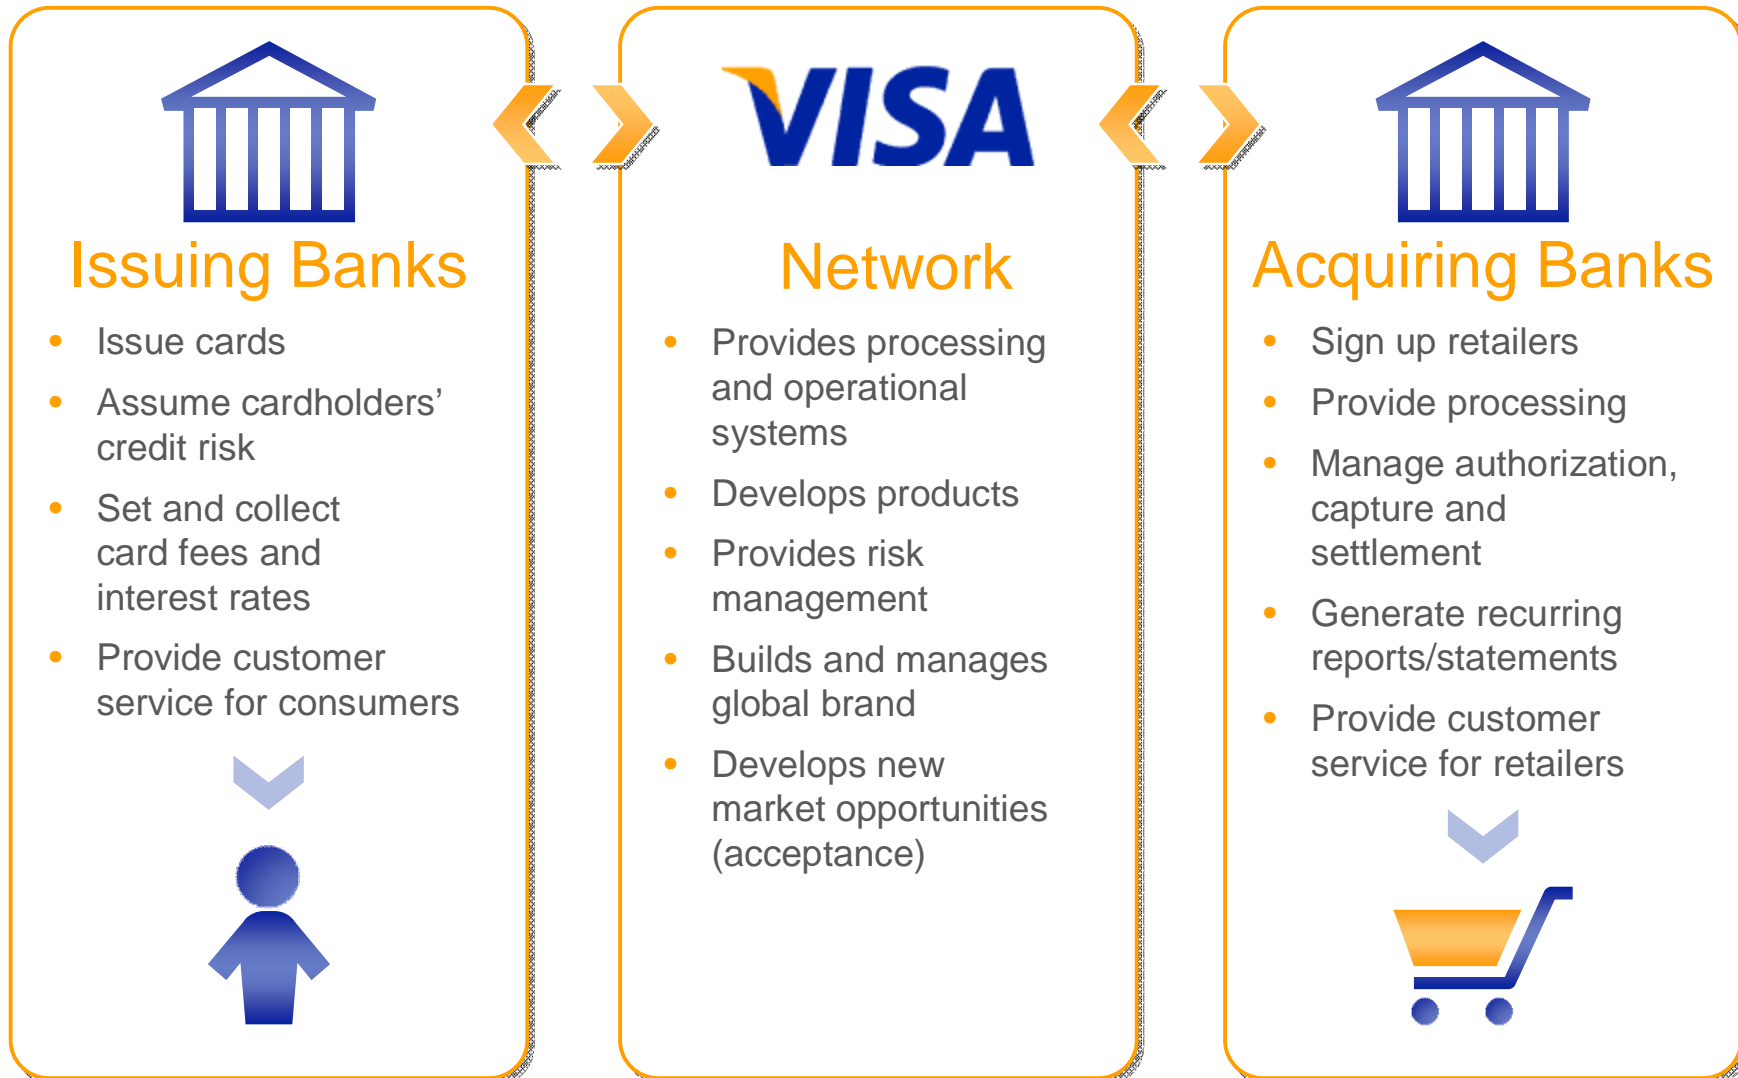 Issuing Banks
• Issue cards
• Assume cardholders’
credit risk
• Set and collect
card fees and
interest rates
• Provide customer
service for consumers
VISA
Network
• Provides processing
and operational
systems
• Develops products
• Provides risk
management
• Builds and manages
global brand
• Develops new
market opportunities
(acceptance)
Acquiring Banks
• Sign up retailers
• Provide processing
• Manage authorization,
capture and
settlement
• Generate recurring
reports/statements
• Provide customer
service for retailers